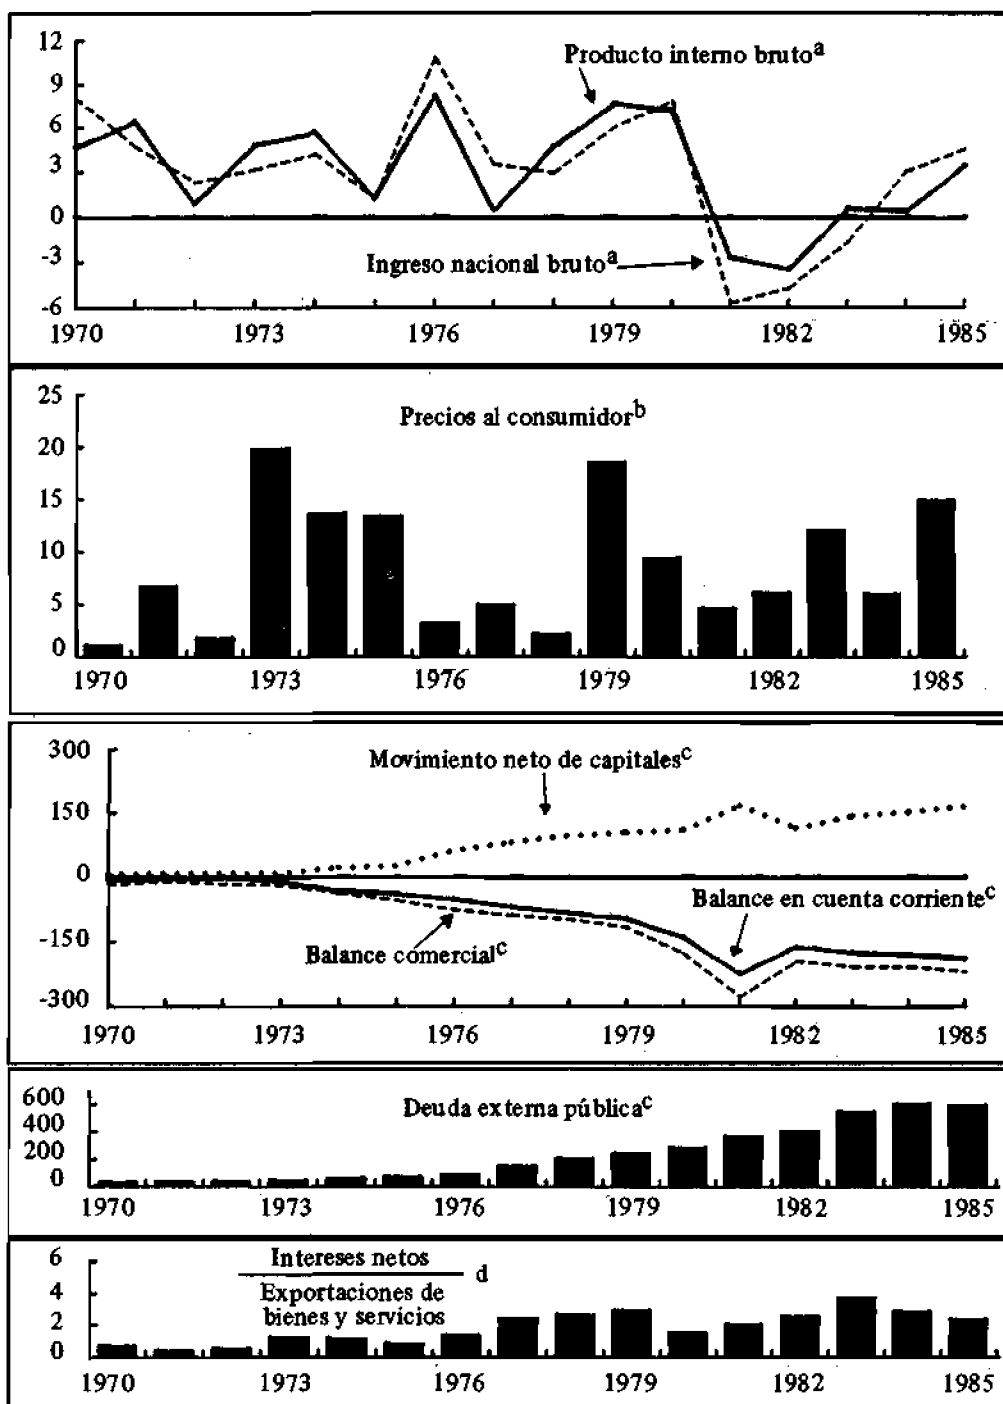 12
9
6
3
0
-3
-6
Producto interno bruto a
Ingreso nacional bruto a
1970 1973 1976 1979 1982 1985
25
20
15
10
5
0
Precios al consumidor b
1970 1973 1976 1979 1982 1985
300
150
0
-150
-300
Movimiento neto de capitales c
Balance en cuenta corriente c
Balance comercial c
1970 1973 1976 1979 1982 1985
600
400
200
0
Deuda externa pública c
1970 1973 1976 1979 1982 1985
6
4
2
0
Intereses netos
d
Exportaciones de
bienes y servicios
1970 1973 1976 1979 1982 1985